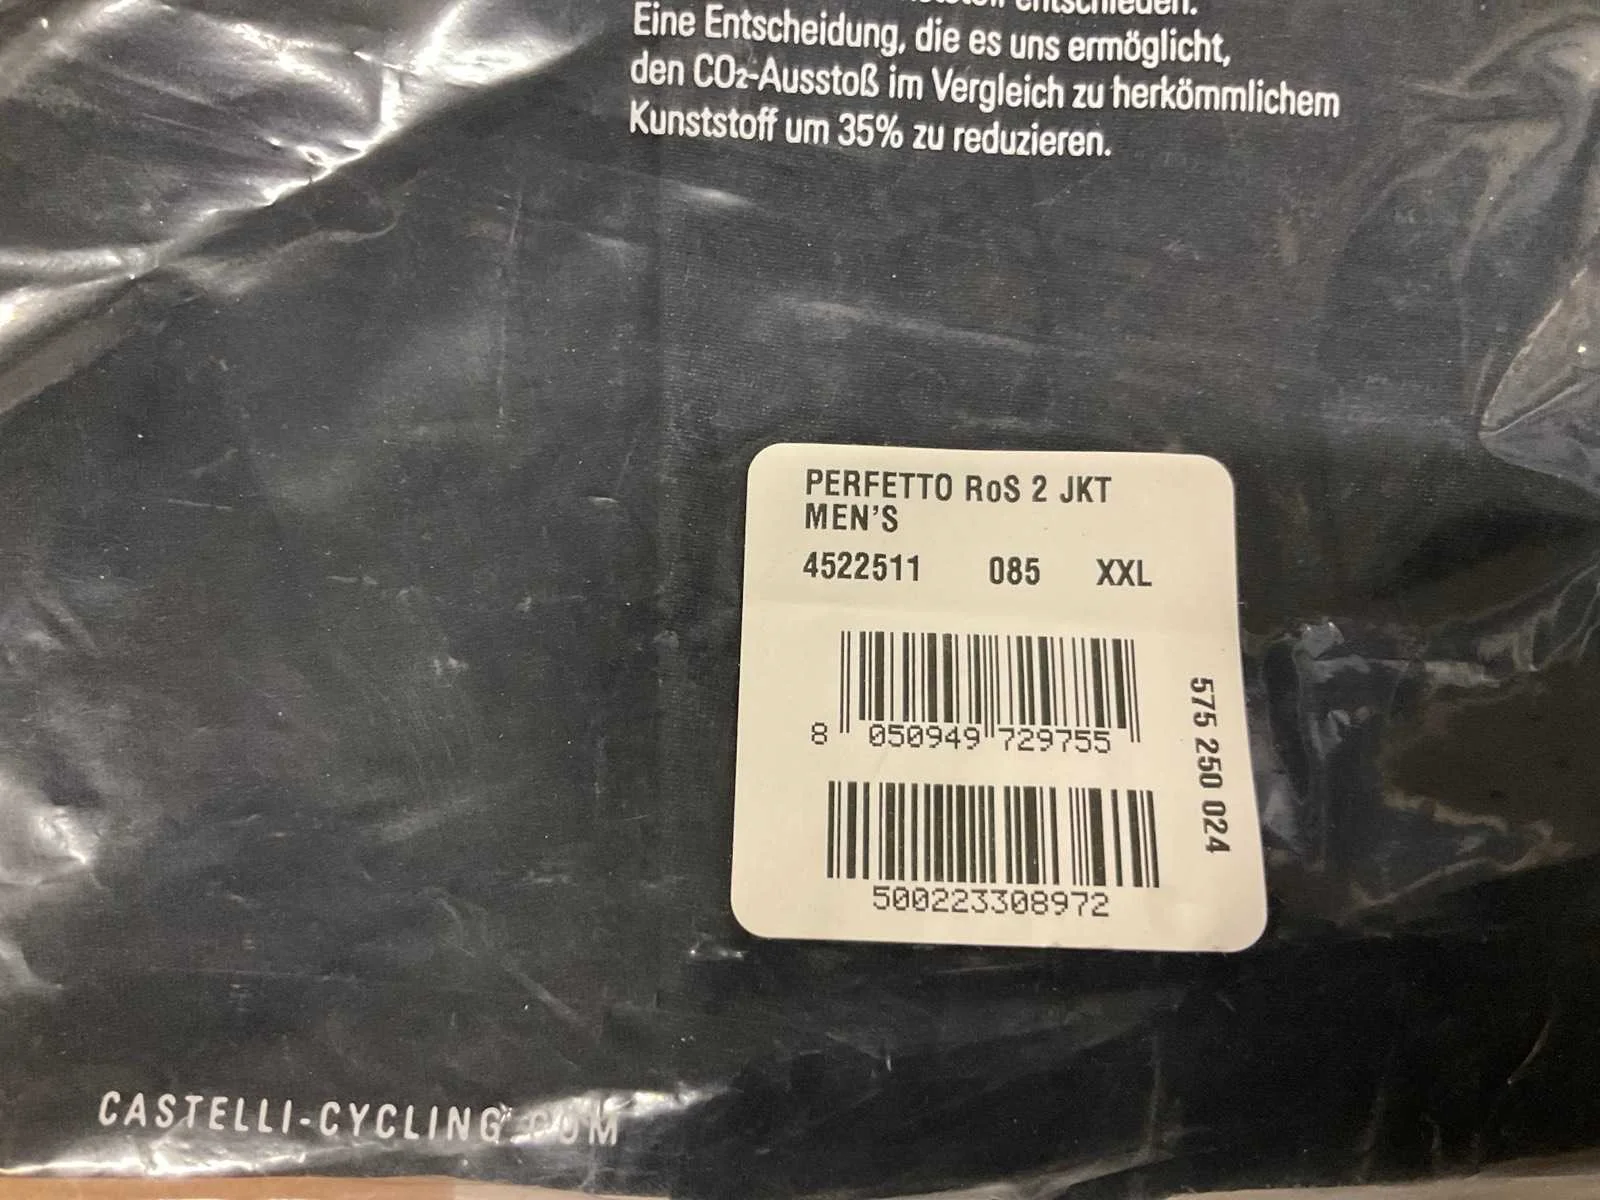 entschieden.
Eine Entscheidung, die es uns ermöglicht,
den CO₂-Ausstoß im Vergleich zu herkömmlichem
Kunststoff um 35% zu reduzieren.
PERFETTO RoS 2 JKT
MEN'S
4522511 085 XXL
8 050949 729755
575 250 024
500223308972
CASTELLI-CYCLING.COM